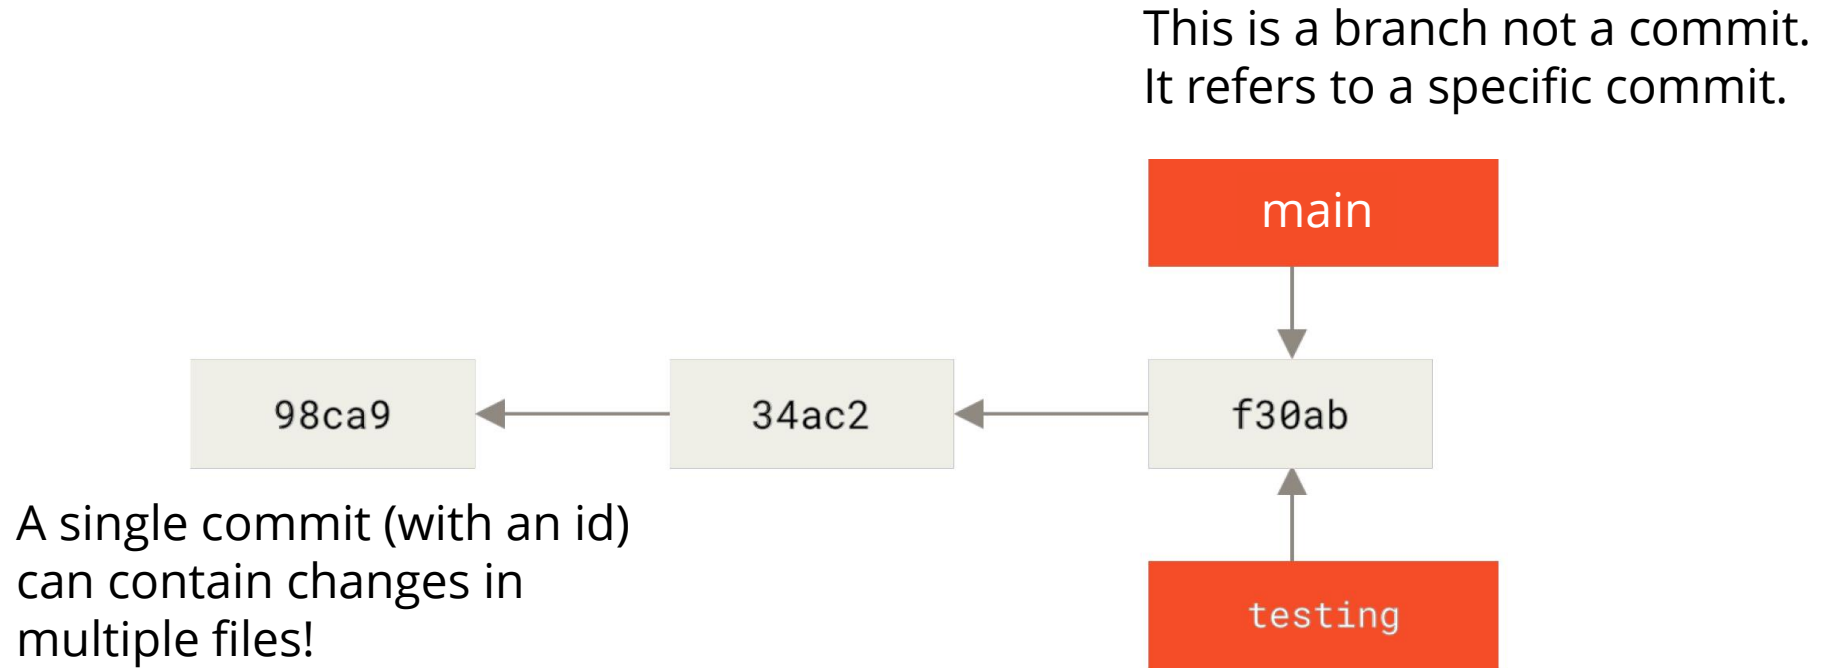 This is a branch not a commit.
It refers to a specific commit.
main
98ca9
34ac2
f30ab
A single commit (with an id)
can contain changes in
multiple files!
testing